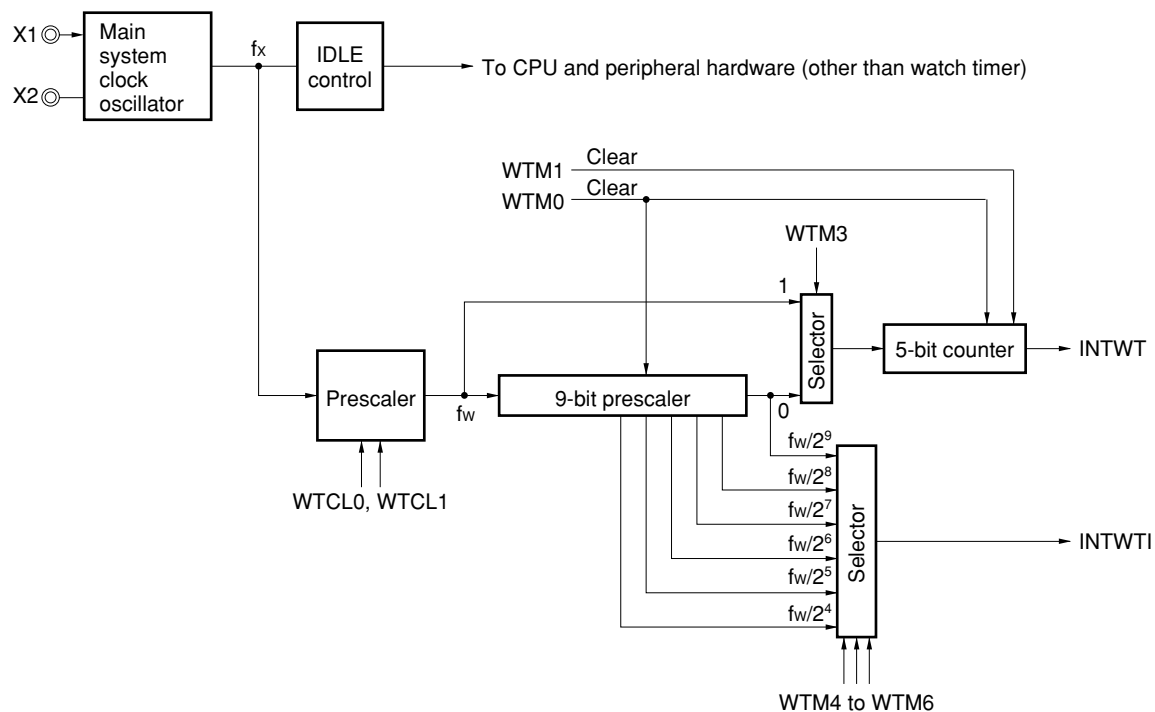 X1
X2
Main
system
clock
oscillator
fX
IDLE
control
To CPU and peripheral hardware (other than watch timer)
WTM1
Clear
WTM0
Clear
WTM3
1
Selector
5-bit counter
INTWT
Prescaler
fW
9-bit prescaler
0
WTCL0, WTCL1
fW/2⁹
fW/2⁸
fW/2⁷
fW/2⁶
fW/2⁵
fW/2⁴
Selector
INTWTI
WTM4 to WTM6